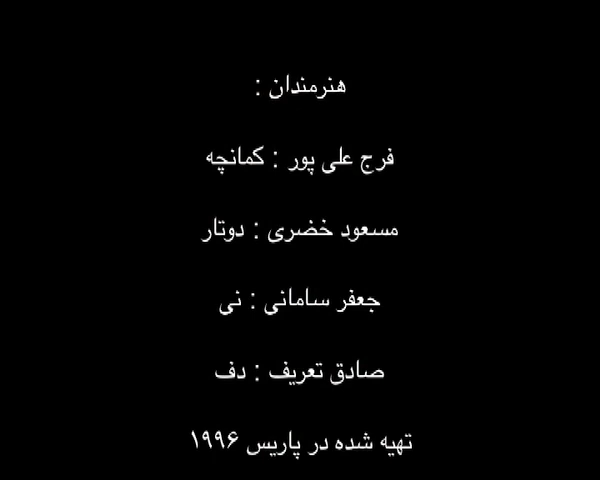 هنرمندان :
فرج علی پور : کمانچه
مسعود خضری : دوتار
جعفر سامانی : نی
صادق تعریف : دف
تهیه شده در پاریس ۱۹۹۶